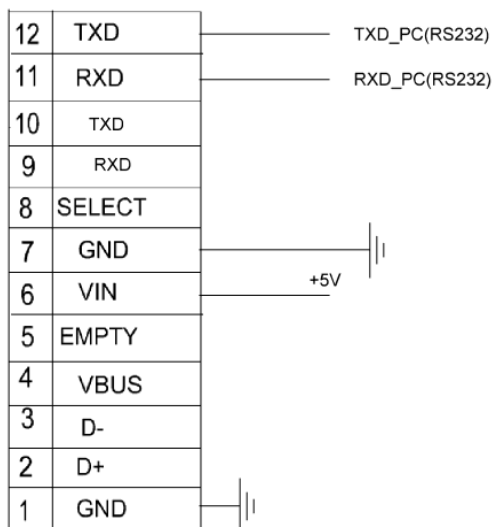 12 TXD TXD_PC(RS232)
11 RXD RXD_PC(RS232)
10 TXD
9 RXD
8 SELECT
7 GND
6 VIN +5V
5 EMPTY
4 VBUS
3 D-
2 D+
1 GND